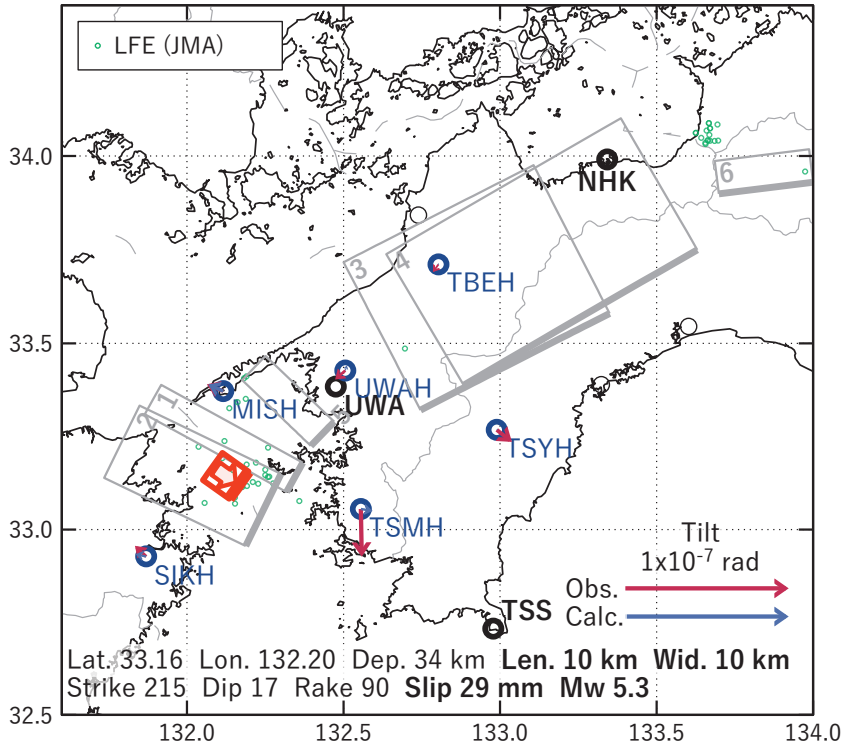 LFE (JMA)
34.0
33.5
33.0
32.5
132.0
132.5
133.0
133.5
134.0
NHK
6
3
4
TBEH
UWAH
UWA
MISH
1
2
5
TSYH
TSMH
SIKH
TSS
Tilt
1x10⁻⁷ rad
Obs.
Calc.
Lat. 33.16 Lon. 132.20 Dep. 34 km Len. 10 km Wid. 10 km
Strike 215 Dip 17 Rake 90 Slip 29 mm Mw 5.3